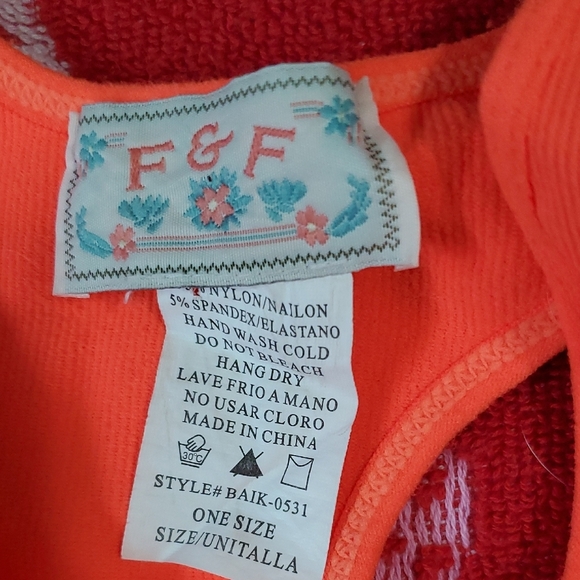 F & F
% NYLON/NAILON
5% SPANDEX/ELASTANO
HAND WASH COLD
DO NOT BLEACH
HANG DRY
LAVE FRIO A MANO
NO USAR CLORO
MADE IN CHINA
30°C
STYLE# BAIK-0531
ONE SIZE
SIZE/UNITALLA